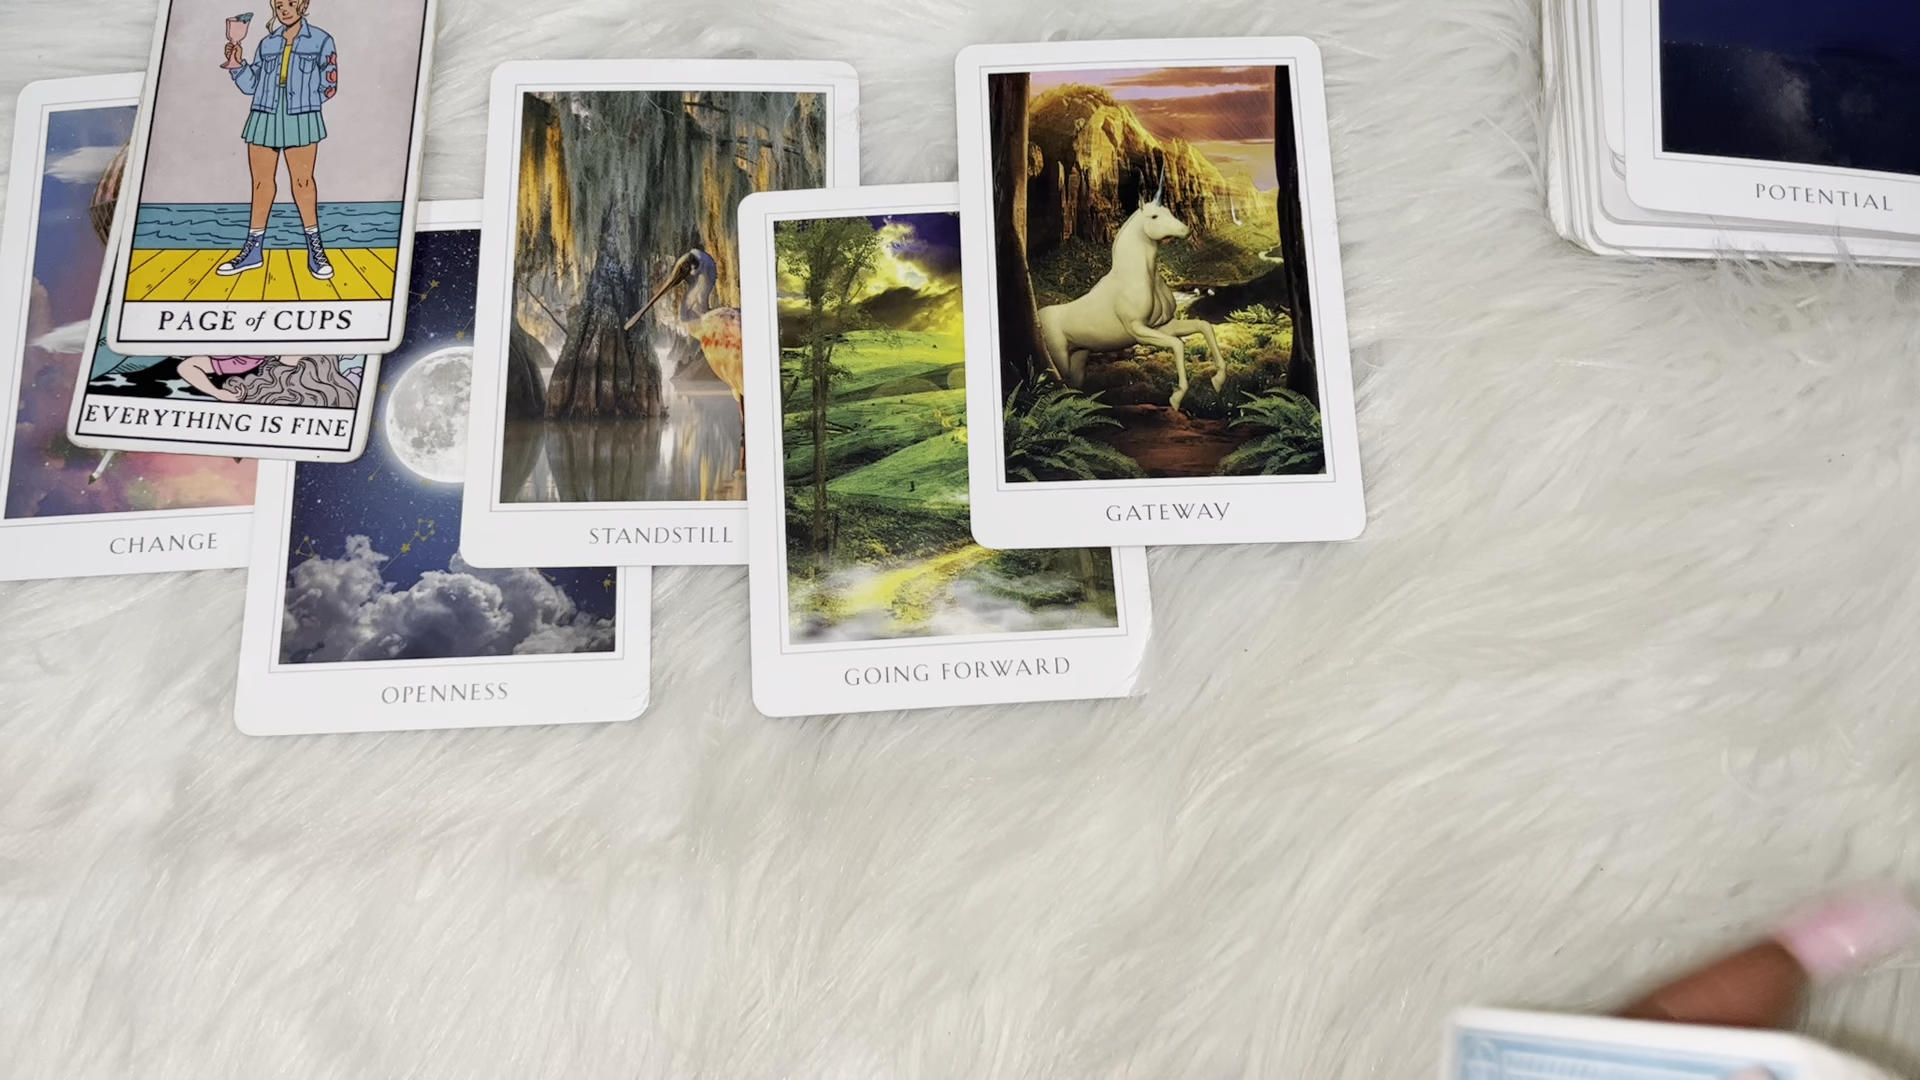 PAGE of CUPS
EVERYTHING IS FINE
CHANGE
OPENNESS
STANDSTILL
GOING FORWARD
GATEWAY
POTENTIAL